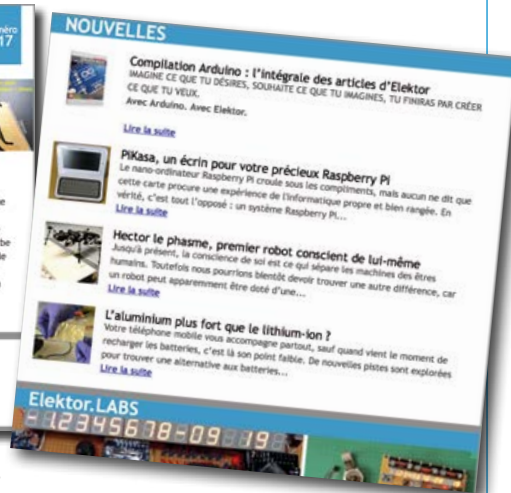 méro
17
NOUVELLES
Compilation Arduino : l'intégrale des articles d'Elektor
IMAGINE CE QUE TU DÉSIRES, SOUHAITE CE QUE TU IMAGINES, TU FINIRAS PAR CRÉER
CE QUE TU VEUX.
Avec Arduino. Avec Elektor.
Lire la suite
PiKasa, un écrin pour votre précieux Raspberry Pi
Le nano-ordinateur Raspberry Pi croule sous les compliments, mais aucun ne dit que
cette carte procure une expérience de l'informatique propre et bien rangée. En
vérité, c'est tout l'opposé : un système Raspberry Pi...
Lire la suite
Hector le phasme, premier robot conscient de lui-même
Jusqu'à présent, la conscience de soi est ce qui sépare les machines des êtres
humains. Toutefois nous pourrions bientôt devoir trouver une autre différence, car
un robot peut apparemment être doté d'une...
Lire la suite
L'aluminium plus fort que le lithium-ion ?
Votre téléphone mobile vous accompagne partout, sauf quand vient le moment de
recharger les batteries, c'est là son point faible. De nouvelles pistes sont explorées
pour trouver une alternative aux batteries...
Lire la suite
Elektor.LABS
12345678-09 19